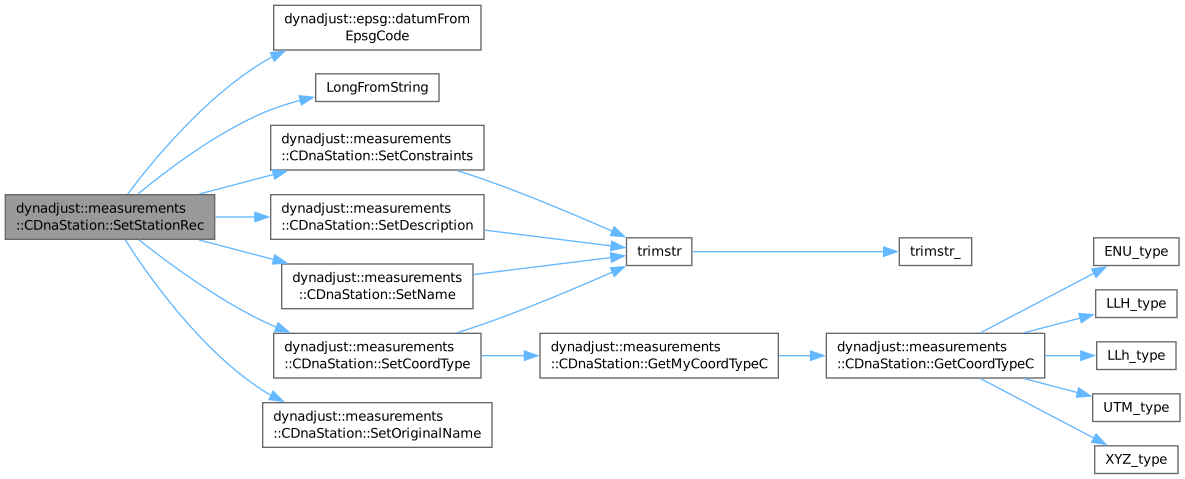 dynadjust::epsg::datumFrom
EpsgCode
LongFromString
dynadjust::measurements
::CDnaStation::SetConstraints
dynadjust::measurements
::CDnaStation::SetStationRec
dynadjust::measurements
::CDnaStation::SetDescription
dynadjust::measurements
::CDnaStation::SetName
dynadjust::measurements
::CDnaStation::SetCoordType
dynadjust::measurements
::CDnaStation::SetOriginalName
trimstr
trimstr_
dynadjust::measurements
::CDnaStation::GetMyCoordTypeC
dynadjust::measurements
::CDnaStation::GetCoordTypeC
ENU_type
LLH_type
LLh_type
UTM_type
XYZ_type